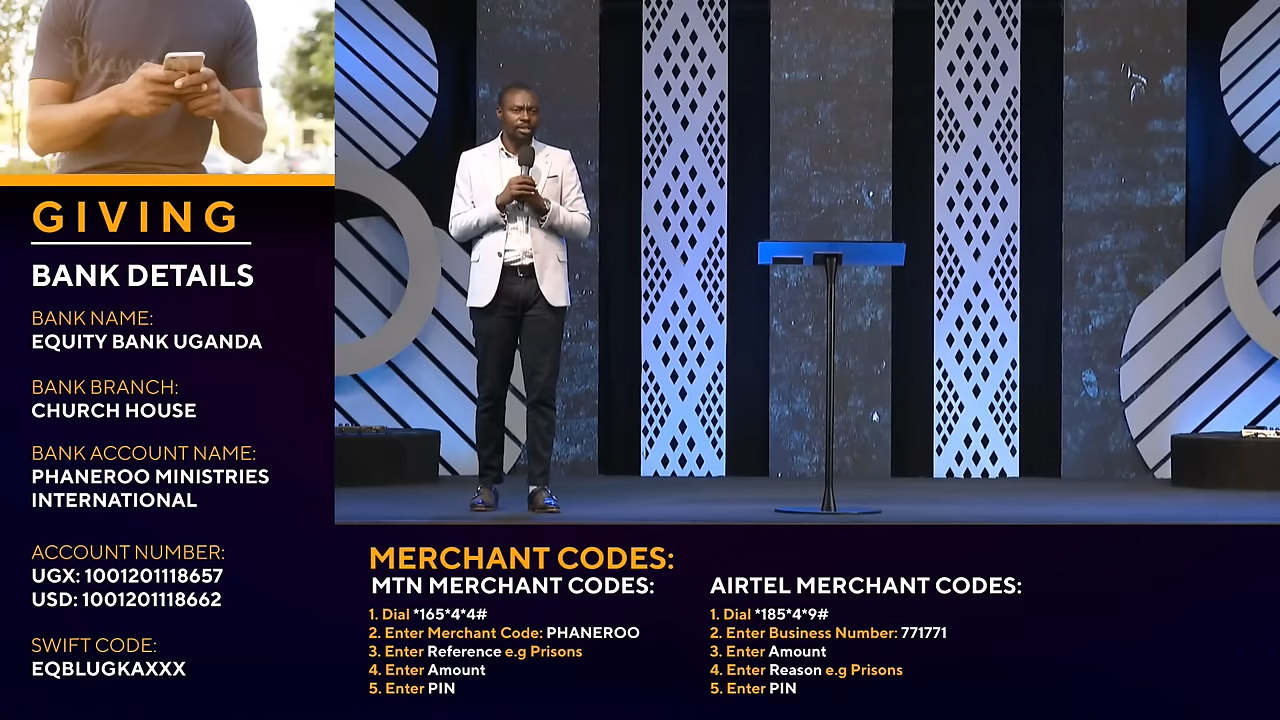 Phaneroo
GIVING
BANK DETAILS
BANK NAME:
EQUITY BANK UGANDA
BANK BRANCH:
CHURCH HOUSE
BANK ACCOUNT NAME:
PHANEROO MINISTRIES
INTERNATIONAL
ACCOUNT NUMBER:
UGX: 1001201118657
USD: 1001201118662
SWIFT CODE:
EQBLUGKAXXX
MERCHANT CODES:
MTN MERCHANT CODES:
1. Dial *165*4*4#
2. Enter Merchant Code: PHANEROO
3. Enter Reference e.g Prisons
4. Enter Amount
5. Enter PIN
AIRTEL MERCHANT CODES:
1. Dial *185*4*9#
2. Enter Business Number: 771771
3. Enter Amount
4. Enter Reason e.g Prisons
5. Enter PIN